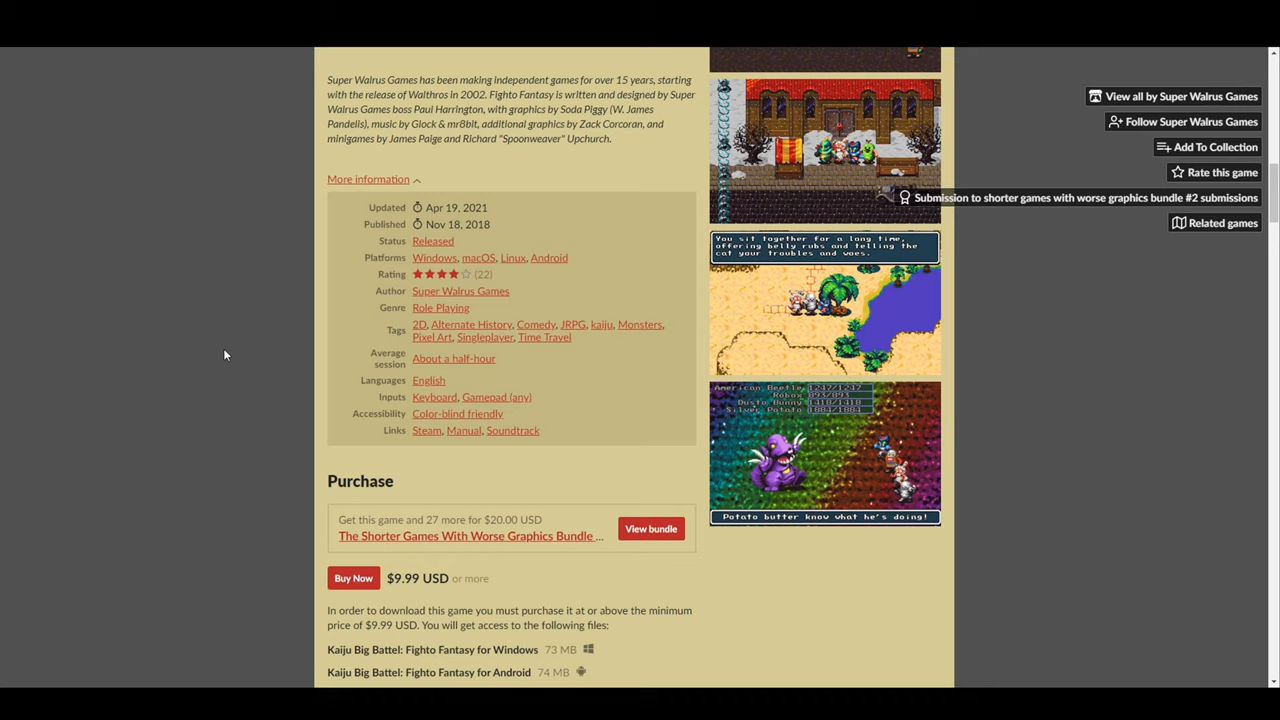 Super Walrus Games has been making independent games for over 15 years, starting
with the release of Walthros in 2002. Fighto Fantasy is written and designed by Super
Walrus Games boss Paul Harrington, with graphics by Soda Piggy (W. James
Pandelis), music by Glock & mr8bit, additional graphics by Zack Corcoran, and
minigames by James Paige and Richard "Spoonweaver" Upchurch.
More information
Updated Apr 19, 2021
Published Nov 18, 2018
Status Released
Platforms Windows, macOS, Linux, Android
Rating (22)
Author Super Walrus Games
Genre Role Playing
Tags 2D, Alternate History, Comedy, JRPG, kaiju, Monsters,
Pixel Art, Singleplayer, Time Travel
Average
session About a half-hour
Languages English
Inputs Keyboard, Gamepad (any)
Accessibility Color-blind friendly
Links Steam, Manual, Soundtrack
Purchase
Get this game and 27 more for $20.00 USD
The Shorter Games With Worse Graphics Bundle ...
View bundle
Buy Now $9.99 USD or more
In order to download this game you must purchase it at or above the minimum
price of $9.99 USD. You will get access to the following files:
Kaiju Big Battel: Fighto Fantasy for Windows 73 MB
Kaiju Big Battel: Fighto Fantasy for Android 74 MB
You sit together for a long time,
offering belly rubs and telling the
cat your troubles and woes.
American Beetle 1247/1247
Robox 893/893
Dusto Bunny 1418/1418
Silver Potato 1884/1884
Potato butter know what he's doing!
View all by Super Walrus Games
Follow Super Walrus Games
Add To Collection
Rate this game
Submission to shorter games with worse graphics bundle #2 submissions
Related games